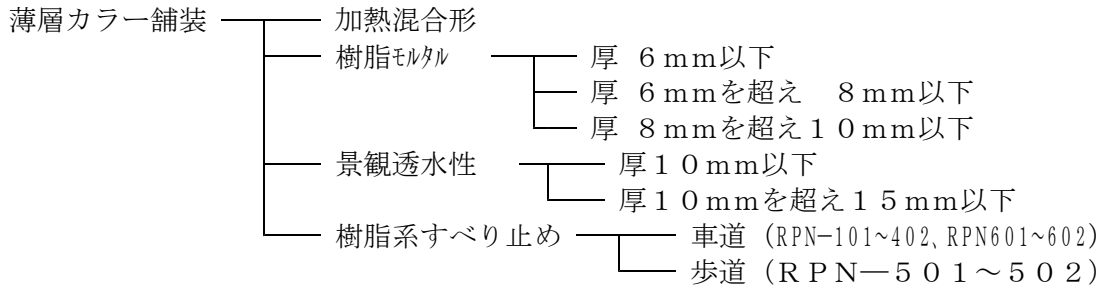 薄層カラー舗装 加熱混合形
樹脂ﾓﾙﾀﾙ 厚 6mm以下
厚 6mmを超え 8mm以下
厚 8mmを超え10mm以下
景観透水性 厚10mm以下
厚10mmを超え15mm以下
樹脂系すべり止め 車道 (RPN-101~402､RPN601~602)
歩道(RPN―501～502)